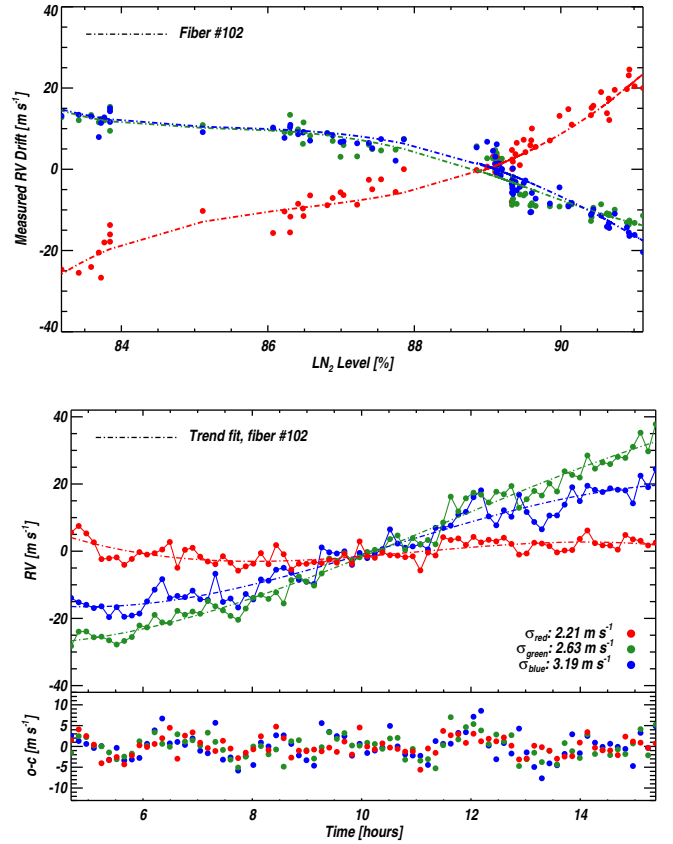 40
20
0
-20
-40
Measured RV Drift [m s⁻¹]
Fiber #102
84
86
88
90
LN₂ Level [%]
40
20
0
-20
-40
RV [m s⁻¹]
Trend fit, fiber #102
σred: 2.21 m s⁻¹
σgreen: 2.63 m s⁻¹
σblue: 3.19 m s⁻¹
10
5
0
-5
-10
o-c [m s⁻¹]
6
8
10
12
14
Time [hours]